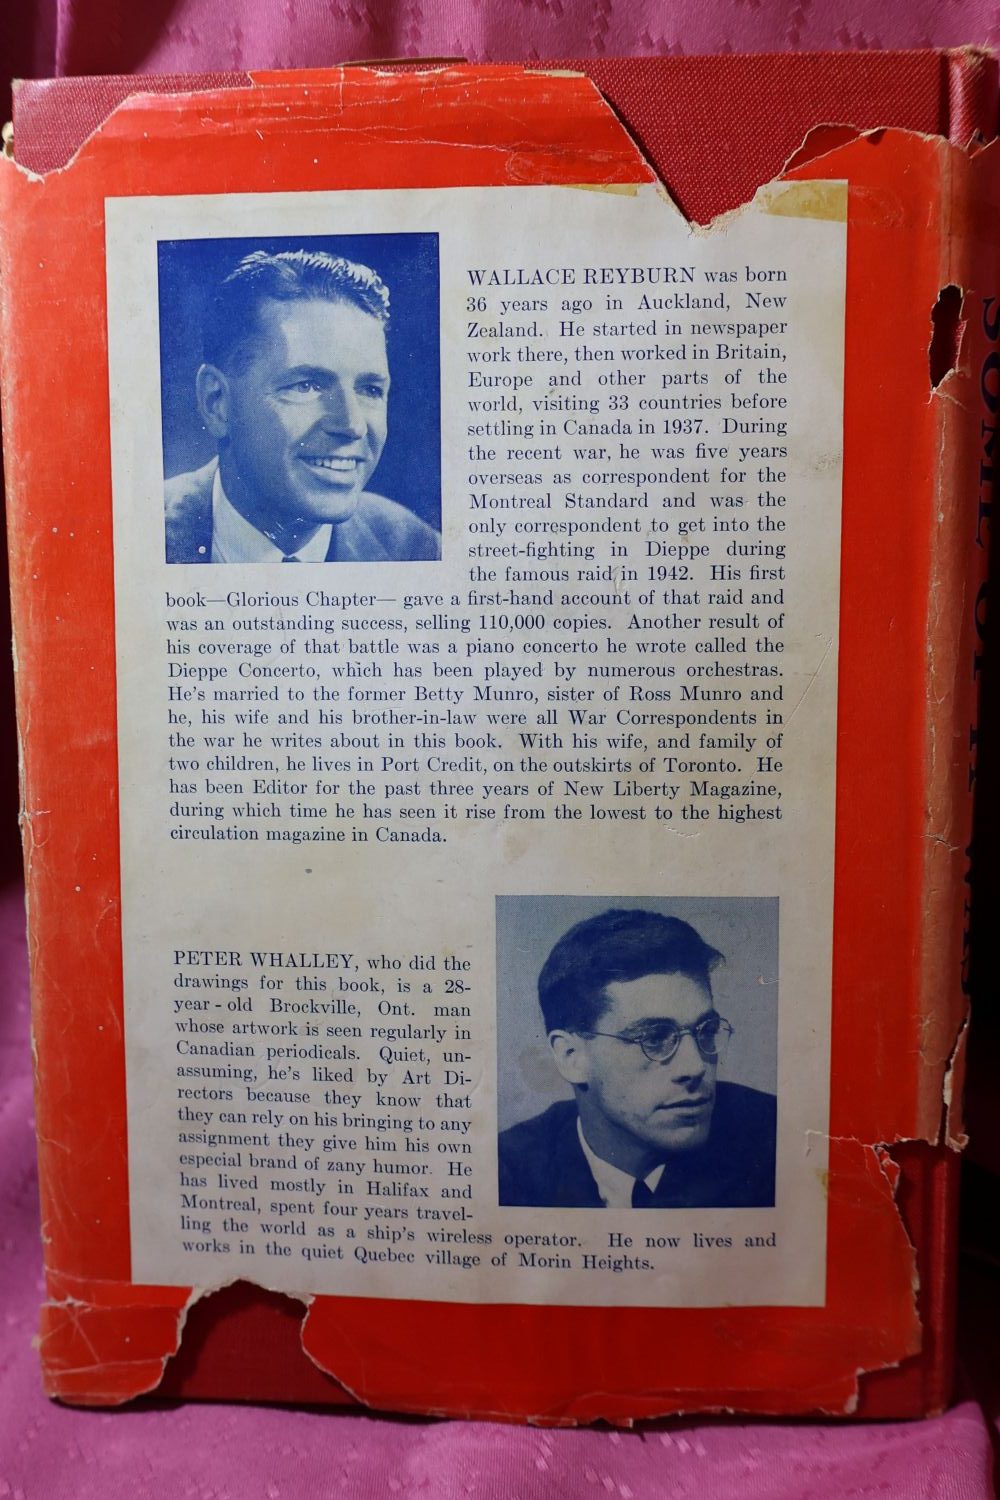 WALLACE REYBURN was born
36 years ago in Auckland, New
Zealand. He started in newspaper
work there, then worked in Britain,
Europe and other parts of the
world, visiting 33 countries before
settling in Canada in 1937. During
the recent war, he was five years
overseas as correspondent for the
Montreal Standard and was the
only correspondent to get into the
street-fighting in Dieppe during
the famous raid in 1942. His first
book—Glorious Chapter— gave a first-hand account of that raid and
was an outstanding success, selling 110,000 copies. Another result of
his coverage of that battle was a piano concerto he wrote called the
Dieppe Concerto, which has been played by numerous orchestras.
He's married to the former Betty Munro, sister of Ross Munro and
he, his wife and his brother-in-law were all War Correspondents in
the war he writes about in this book. With his wife, and family of
two children, he lives in Port Credit, on the outskirts of Toronto. He
has been Editor for the past three years of New Liberty Magazine,
during which time he has seen it rise from the lowest to the highest
circulation magazine in Canada.
PETER WHALLEY, who did the
drawings for this book, is a 28-
year - old Brockville, Ont. man
whose artwork is seen regularly in
Canadian periodicals. Quiet, un-
assuming, he's liked by Art Di-
rectors because they know that
they can rely on his bringing to any
assignment they give him his own
especial brand of zany humor. He
has lived mostly in Halifax and
Montreal, spent four years travel-
ling the world as a ship's wireless operator. He now lives and
works in the quiet Quebec village of Morin Heights.
SOME OF IT